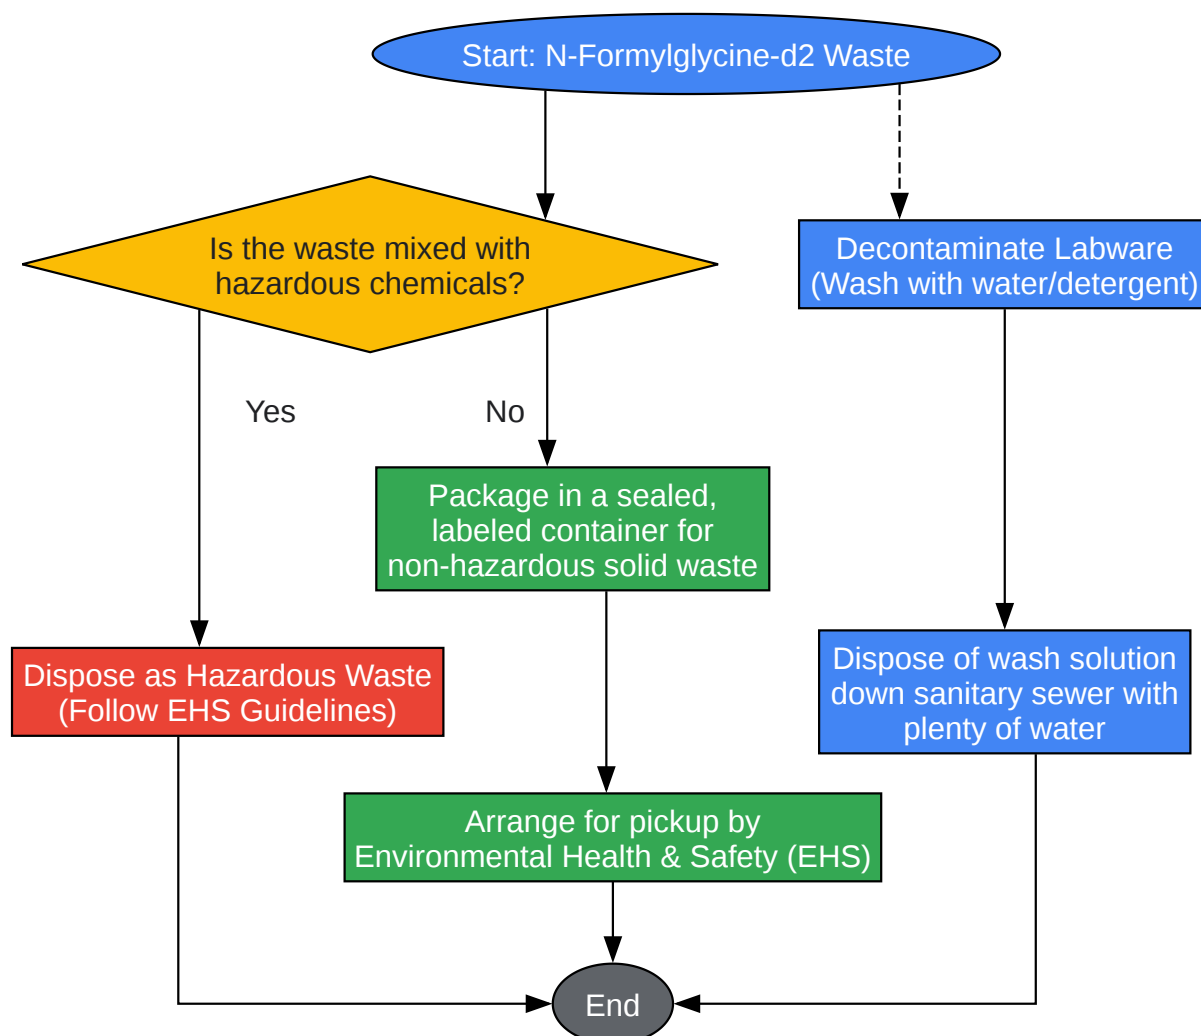 Start: N-Formylglycine-d2 Waste
Is the waste mixed with
hazardous chemicals?
Decontaminate Labware
(Wash with water/detergent)
Yes
No
Package in a sealed,
labeled container for
non-hazardous solid waste
Dispose as Hazardous Waste
(Follow EHS Guidelines)
Dispose of wash solution
down sanitary sewer with
plenty of water
Arrange for pickup by
Environmental Health & Safety (EHS)
End